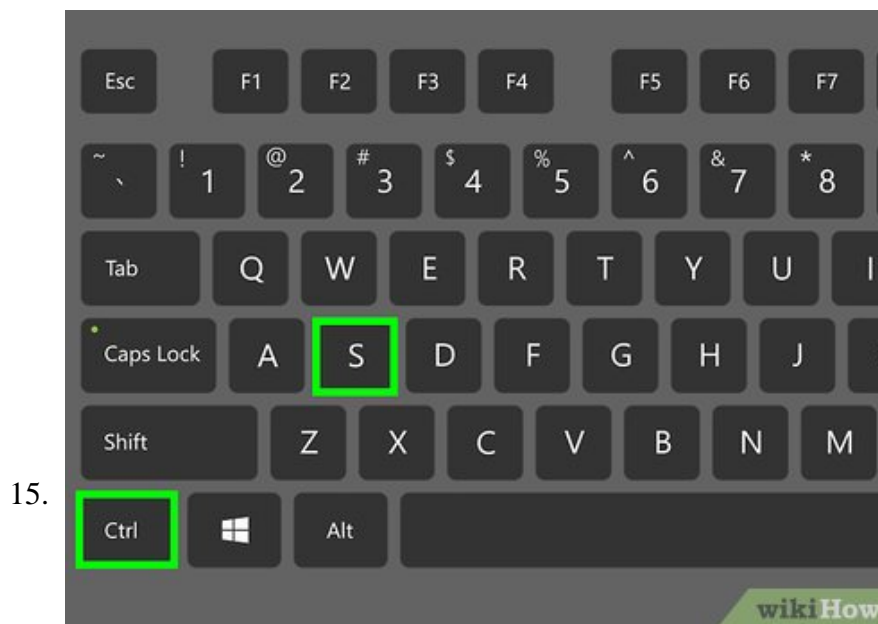 Esc F1 F2 F3 F4 F5 F6 F7
~ ` ! 1 @ 2 # 3 $ 4 % 5 ^ 6 & 7 * 8
Tab Q W E R T Y U I
Caps Lock A S D F G H J
Shift Z X C V B N M
15.
Ctrl Alt
wikiHow